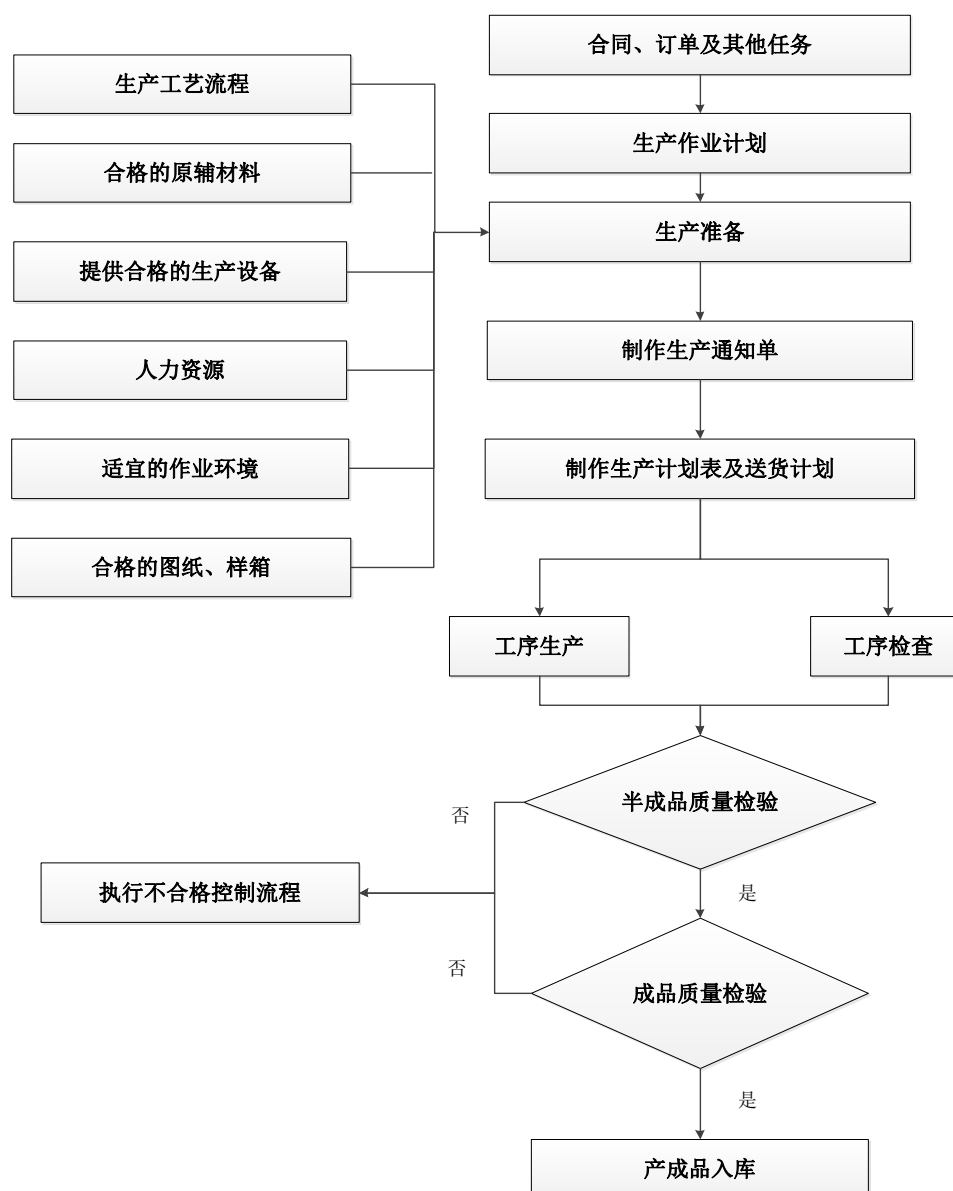 合同、订单及其他任务
生产工艺流程
生产作业计划
合格的原辅材料
生产准备
提供合格的生产设备
制作生产通知单
人力资源
适宜的作业环境
制作生产计划表及送货计划
合格的图纸、样箱
工序生产
工序检查
半成品质量检验
否
执行不合格控制流程
是
否
成品质量检验
是
产成品入库